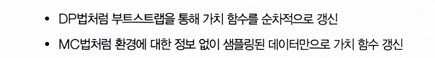 • DP법처럼 부트스트랩을 통해 가치 함수를 순차적으로 갱신
• MC법처럼 환경에 대한 정보 없이 샘플링된 데이터만으로 가치 함수 갱신